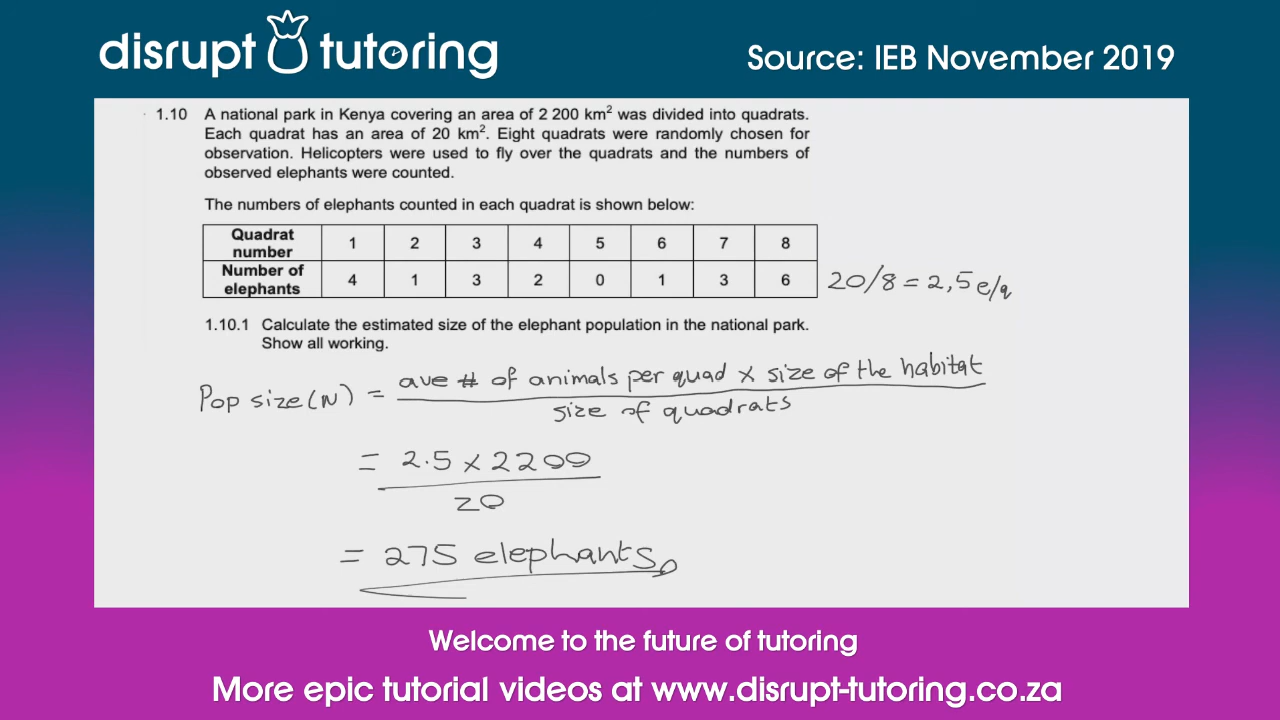 disrupt tutoring
Source: IEB November 2019
1.10 A national park in Kenya covering an area of 2 200 km² was divided into quadrats.
Each quadrat has an area of 20 km². Eight quadrats were randomly chosen for
observation. Helicopters were used to fly over the quadrats and the numbers of
observed elephants were counted.
The numbers of elephants counted in each quadrat is shown below:
Quadrat number 1 2 3 4 5 6 7 8
Number of elephants 4 1 3 2 0 1 3 6
20/8 = 2,5 e/q
1.10.1 Calculate the estimated size of the elephant population in the national park.
Show all working.
Pop size(N) = ave # of animals per quad x size of the habitat
size of quadrats
= 2.5 x 2200
20
= 275 elephants
Welcome to the future of tutoring
More epic tutorial videos at www.disrupt-tutoring.co.za